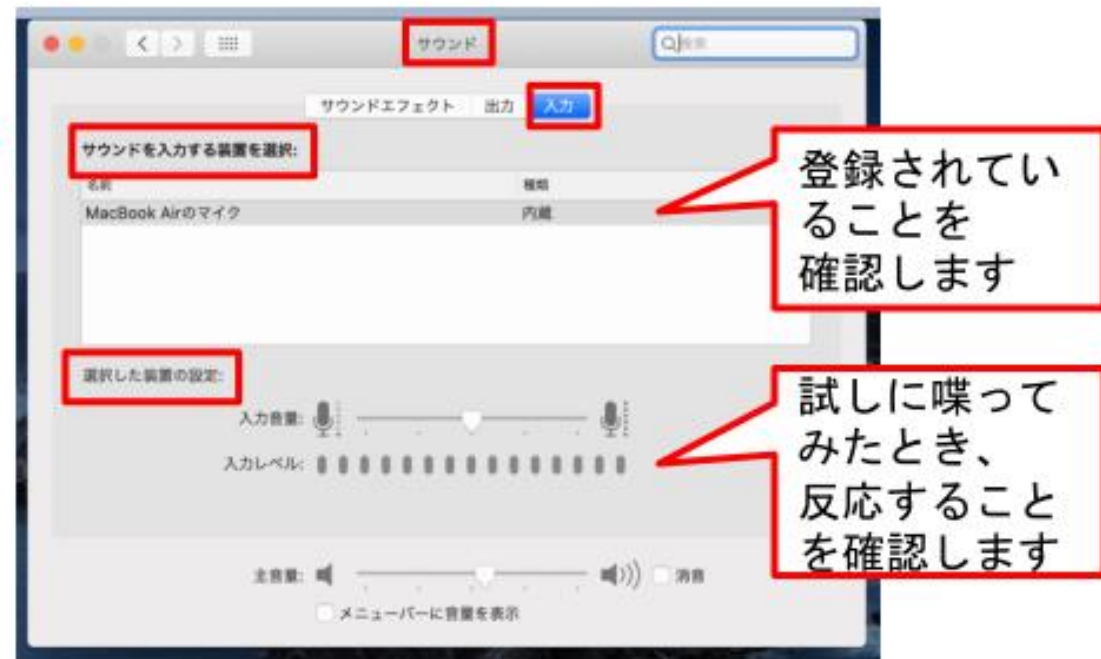 サウンド
検索
サウンドエフェクト 出力 入力
サウンドを入力する装置を選択:
名前 種類
MacBook Airのマイク 内蔵
登録されてい
ることを
確認します
選択した装置の設定:
入力音量:
入力レベル:
試しに喋って
みたとき、
反応すること
を確認します
主音量: 消音
メニューバーに音量を表示